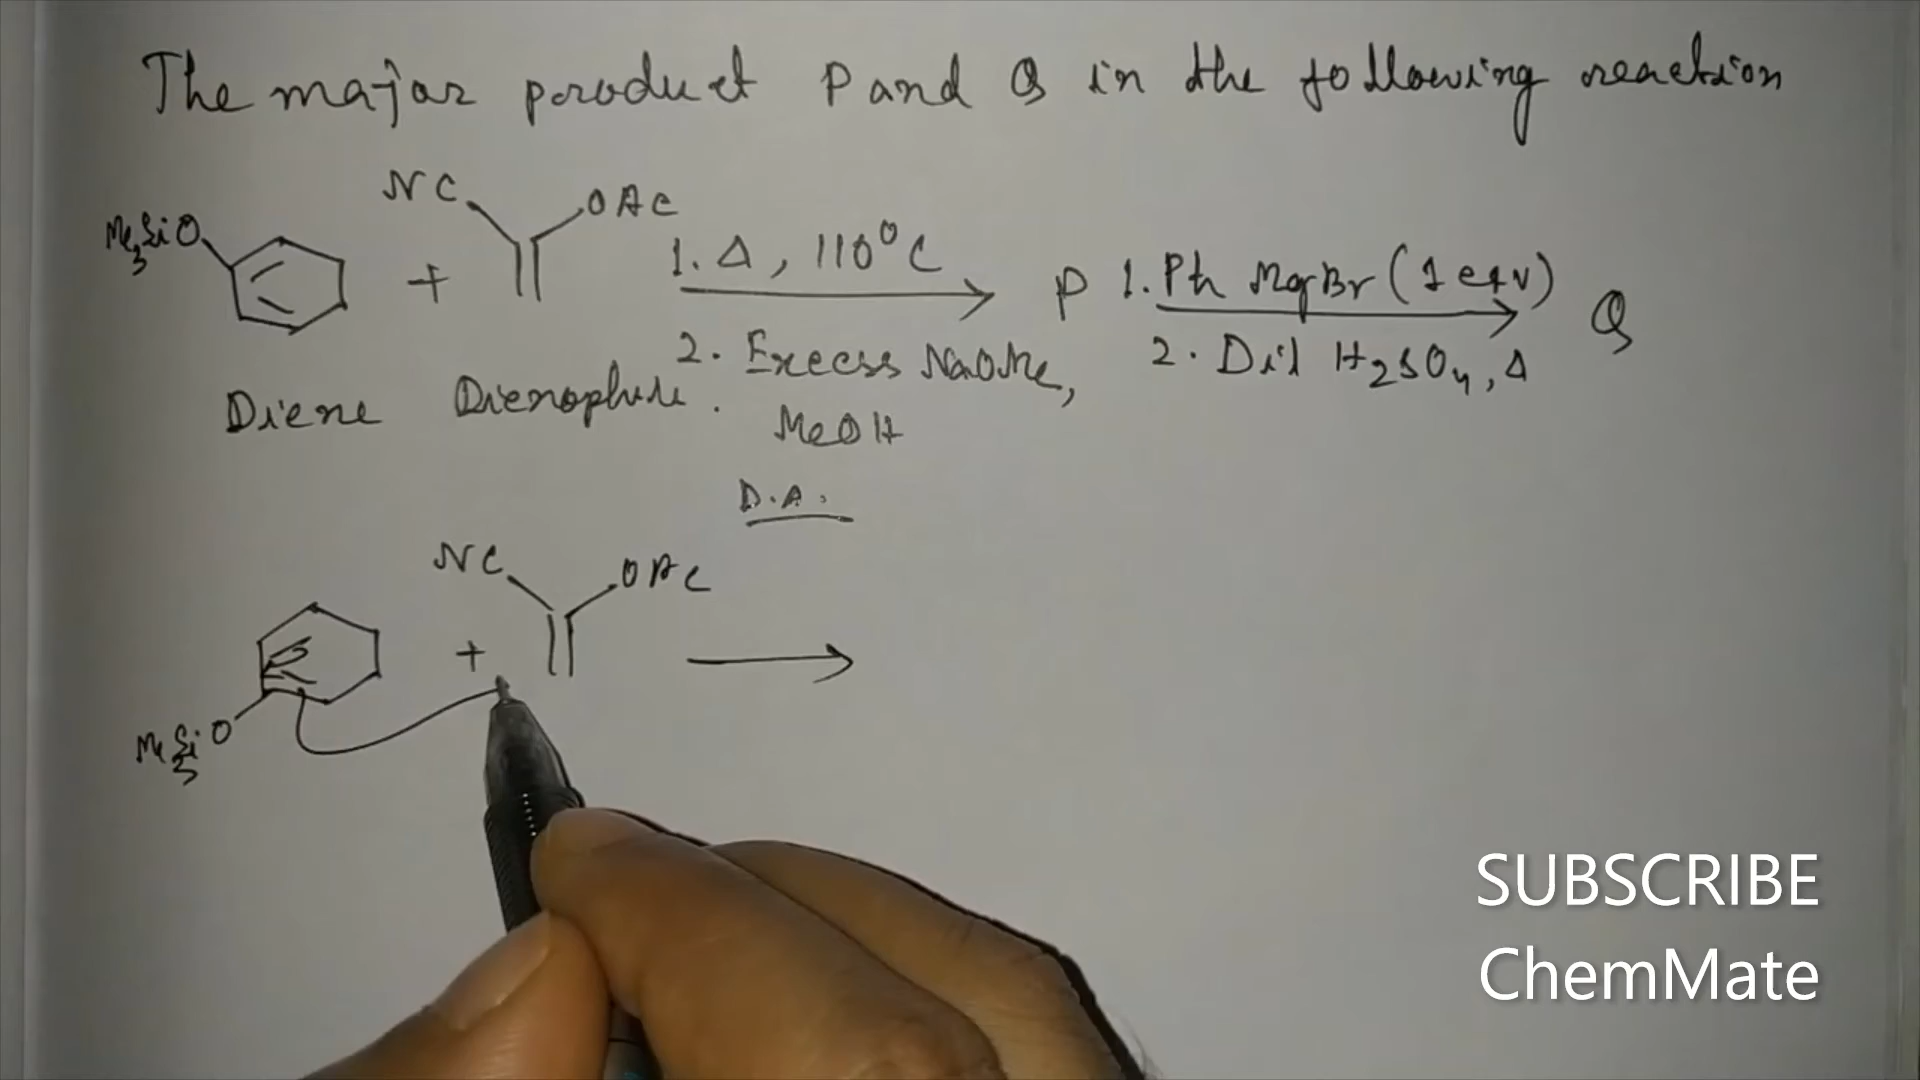 The major product P and Q in the following reaction
Me3SiO + NC OAc 1. Δ, 110°C P 1. Ph MgBr (1 eqv) Q
2. Excess NaOMe, 2. Dil H2SO4, Δ
Diene Dienophile.
MeOH
D.A.
NC OAC
+
Me3SiO
SUBSCRIBE
ChemMate